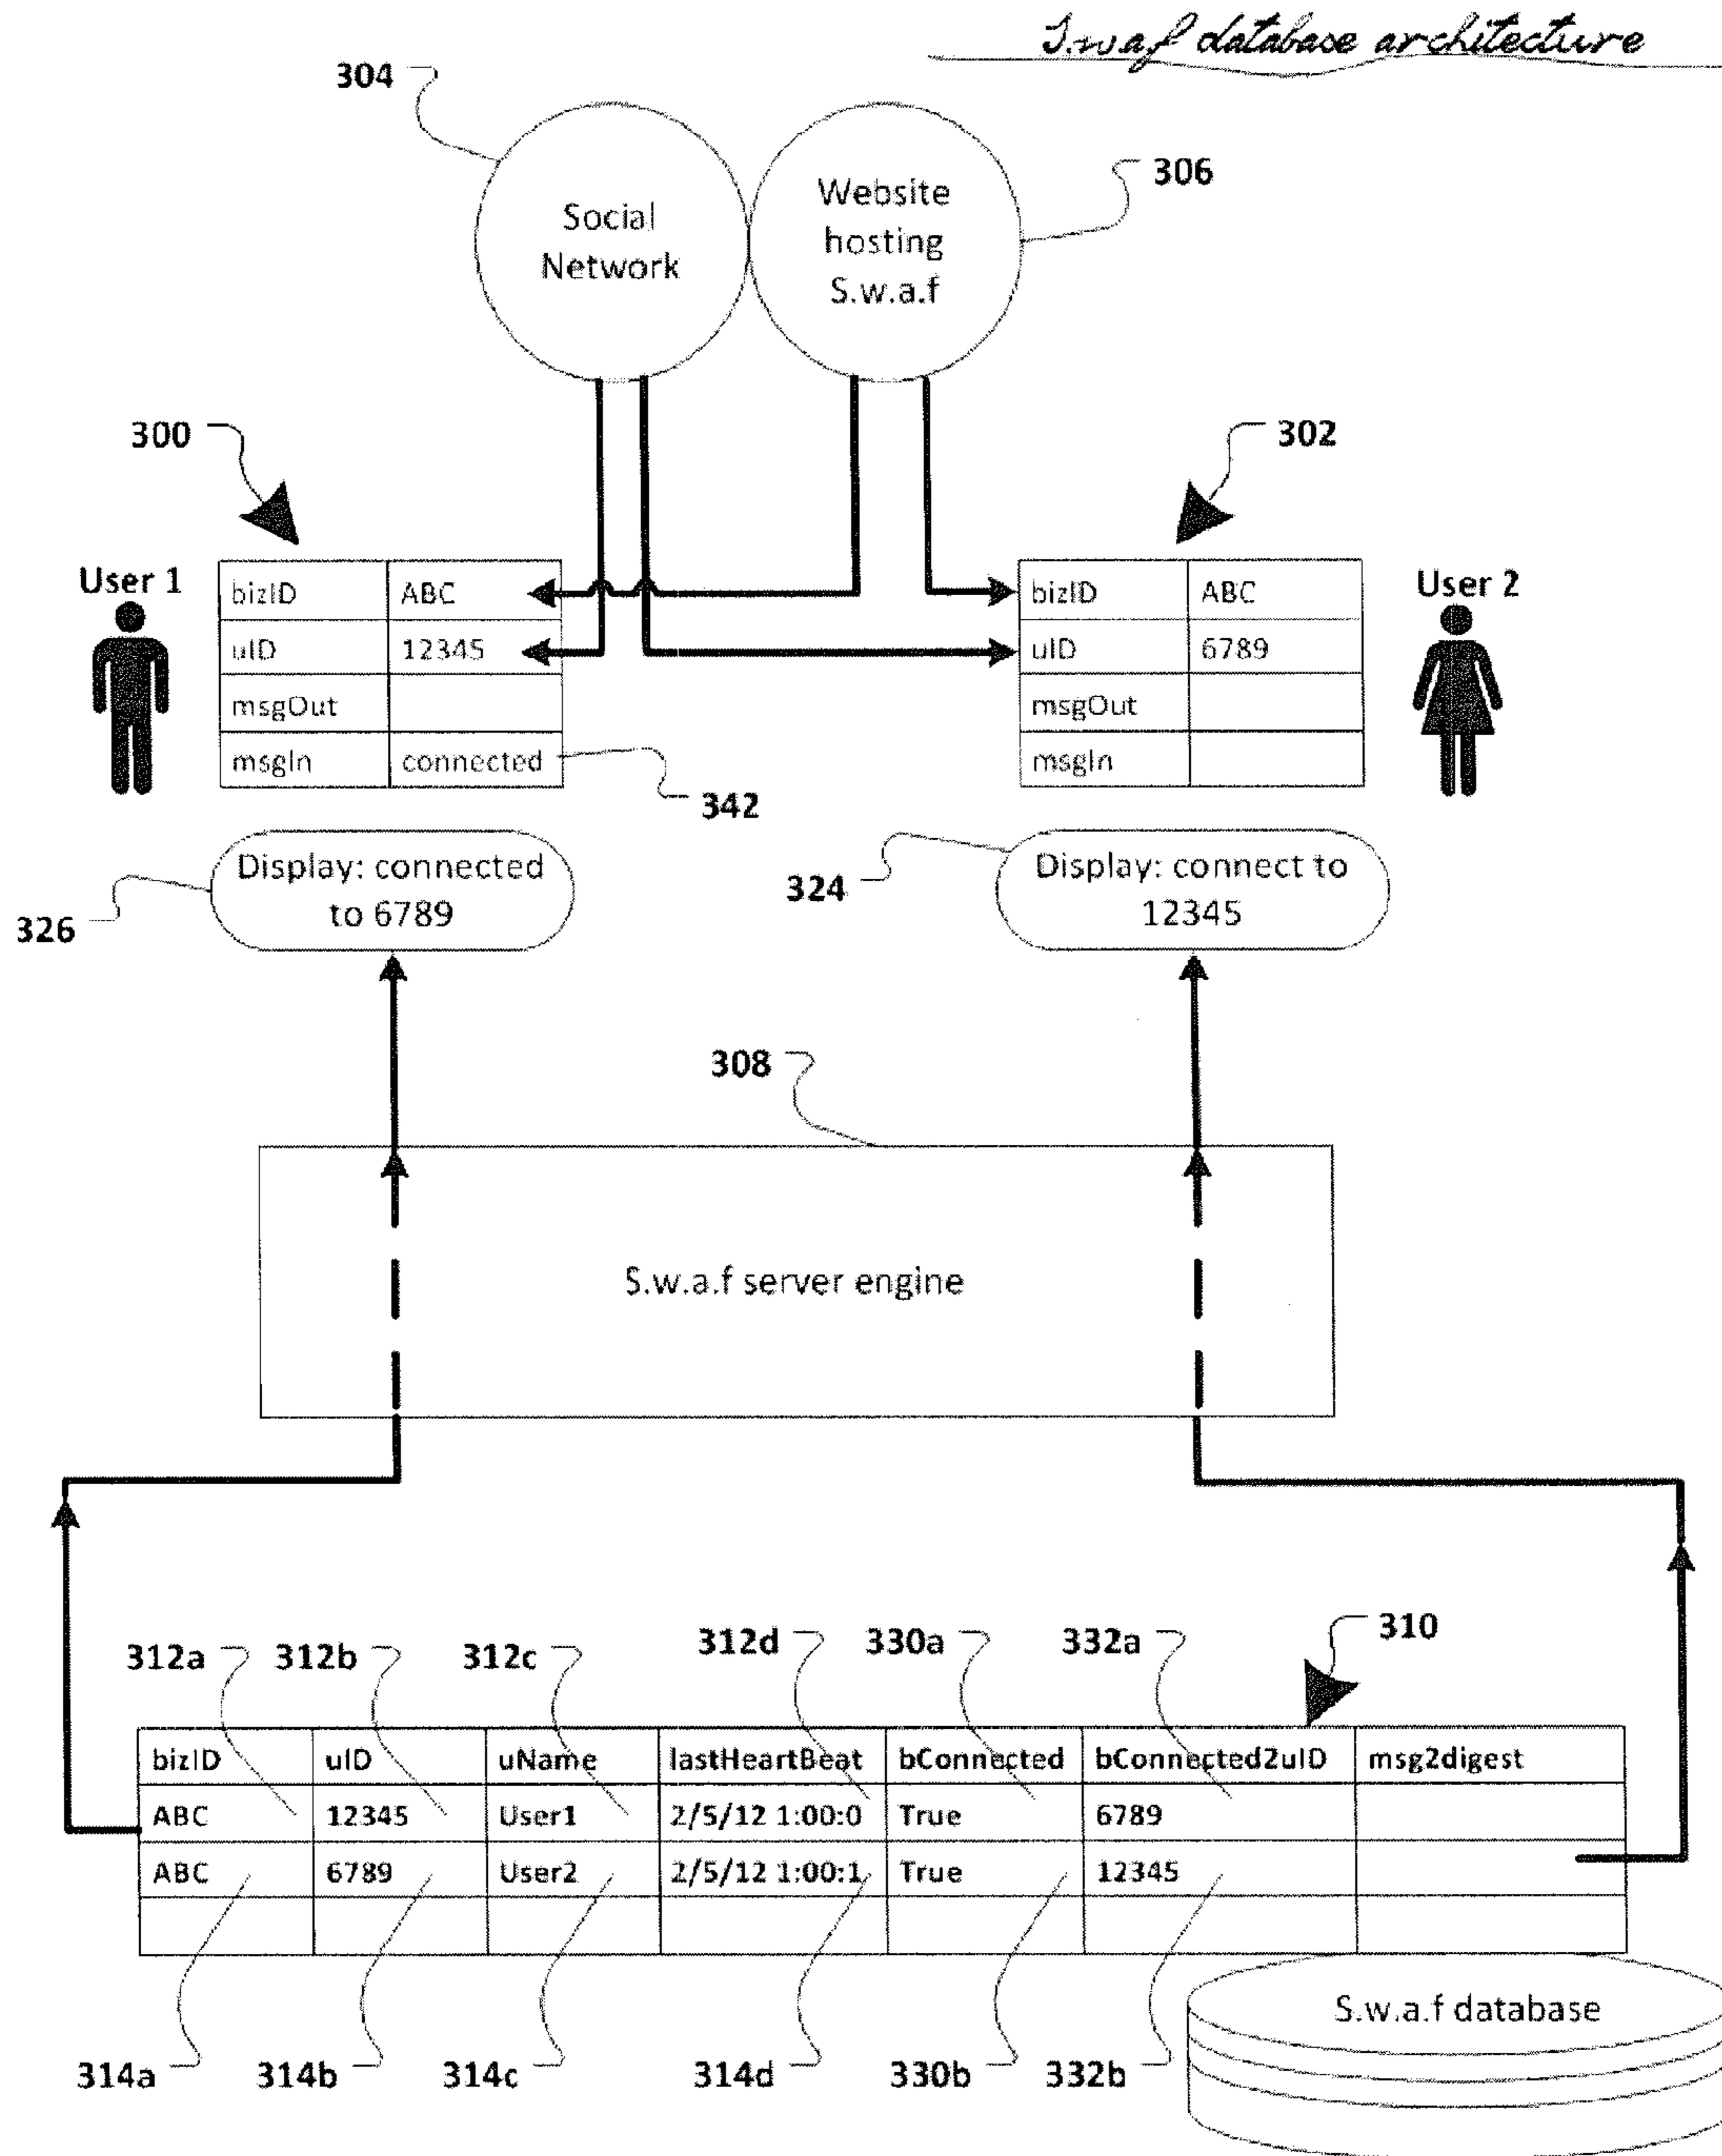 S.w.a.f database architecture
304
Social
Network
Website
hosting
S.w.a.f
306
300
302
User 1
bizID ABC
uID 12345
msgOut
msgIn connected
342
bizID ABC
uID 6789
msgOut
msgIn
User 2
Display: connected
to 6789
326
Display: connect to
12345
324
308
S.w.a.f server engine
312a 312b 312c 312d 330a 332a 310
bizID uID uName lastHeartBeat bConnected bConnected2uID msg2digest
ABC 12345 User1 2/5/12 1:00:0 True 6789
ABC 6789 User2 2/5/12 1:00:1 True 12345
314a 314b 314c 314d 330b 332b
S.w.a.f database